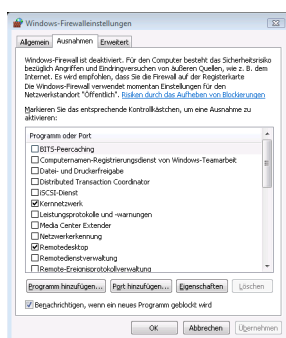 Windows-Firewalleinstellungen
Allgemein Ausnahmen Erweitert
Windows-Firewall ist deaktiviert. Für den Computer besteht das Sicherheitsrisiko
bezüglich Angriffen und Eindringversuchen von äußeren Quellen, wie z. B. dem
Internet. Es wird empfohlen, dass Sie die Firewall auf der Registerkarte
Die Windows-Firewall verwendet momentan Einstellungen für den
Netzwerkstandort "Öffentlich". Risiken durch das Aufheben von Blockierungen
Markieren Sie das entsprechende Kontrollkästchen, um eine Ausnahme zu
aktivieren:
Programm oder Port
BITS-Peercaching
Computernamen-Registrierungsdienst von Windows-Teamarbeit
Datei- und Druckerfreigabe
Distributed Transaction Coordinator
iSCSI-Dienst
Kernnetzwerk
Leistungsprotokolle und -warnungen
Media Center Extender
Netzwerkerkennung
Remotedesktop
Remotedienstverwaltung
Remote-Ereignisprotokollverwaltung
Programm hinzufügen... Port hinzufügen... Eigenschaften Löschen
Benachrichtigen, wenn ein neues Programm geblockt wird
OK Abbrechen Übernehmen